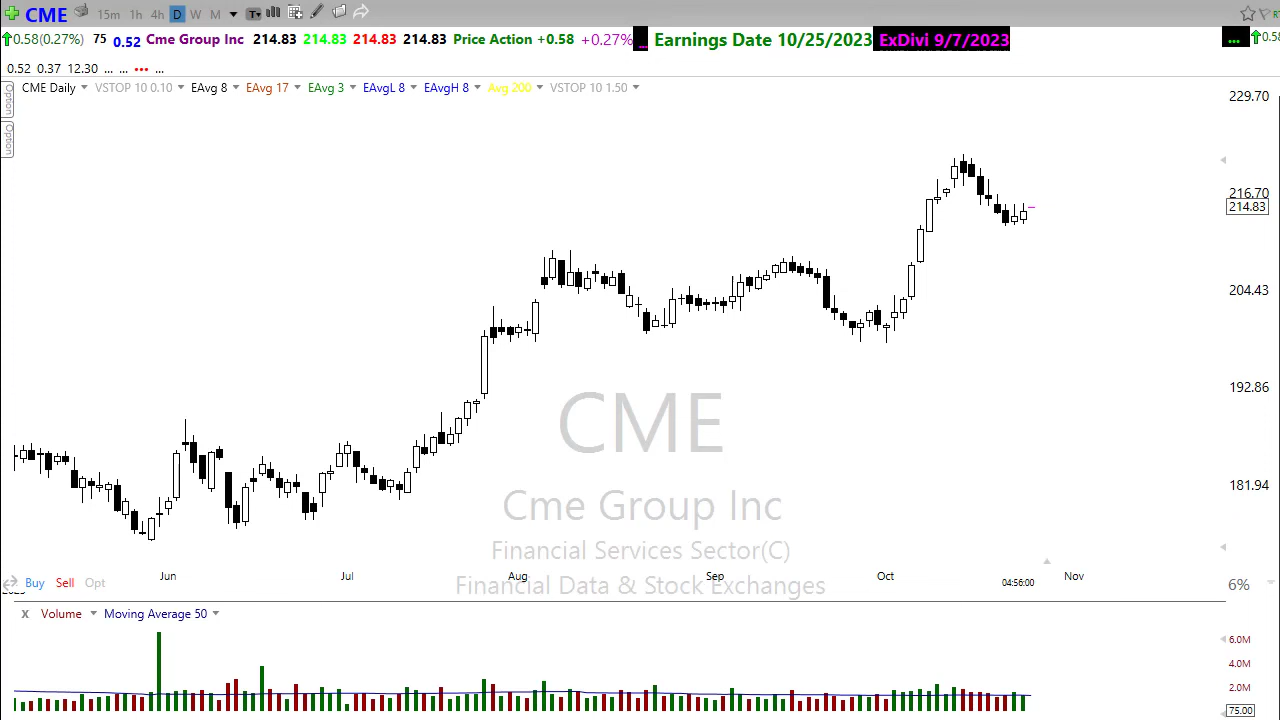 CME 15m 1h 4h D W M T
0.58(0.27%) 75 0.52 Cme Group Inc 214.83 214.83 214.83 214.83 Price Action +0.58 +0.27% ... Earnings Date 10/25/2023 ExDivi 9/7/2023 ... 0.58
0.52 0.37 12.30 ... ... ... ...
CME Daily VSTOP 10 0.10 EAvg 8 EAvg 17 EAvg 3 EAvgL 8 EAvgH 8 Avg 200 VSTOP 10 1.50
Option
Option
229.70
216.70
214.83
204.43
192.86
181.94
CME
Cme Group Inc
Financial Services Sector(C)
Financial Data & Stock Exchanges
Jun Jul Aug Sep Oct Nov
Buy Sell Opt 04:56:00 6%
X Volume Moving Average 50
6.0M
4.0M
2.0M
75.00